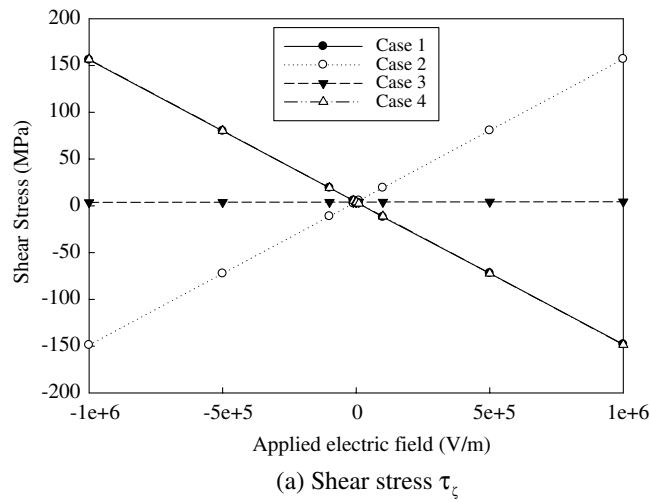 200
150
100
50
0
-50
-100
-150
-200
Shear Stress (MPa)
Case 1
Case 2
Case 3
Case 4
-1e+6 -5e+5 0 5e+5 1e+6
Applied electric field (V/m)
(a) Shear stress τζ